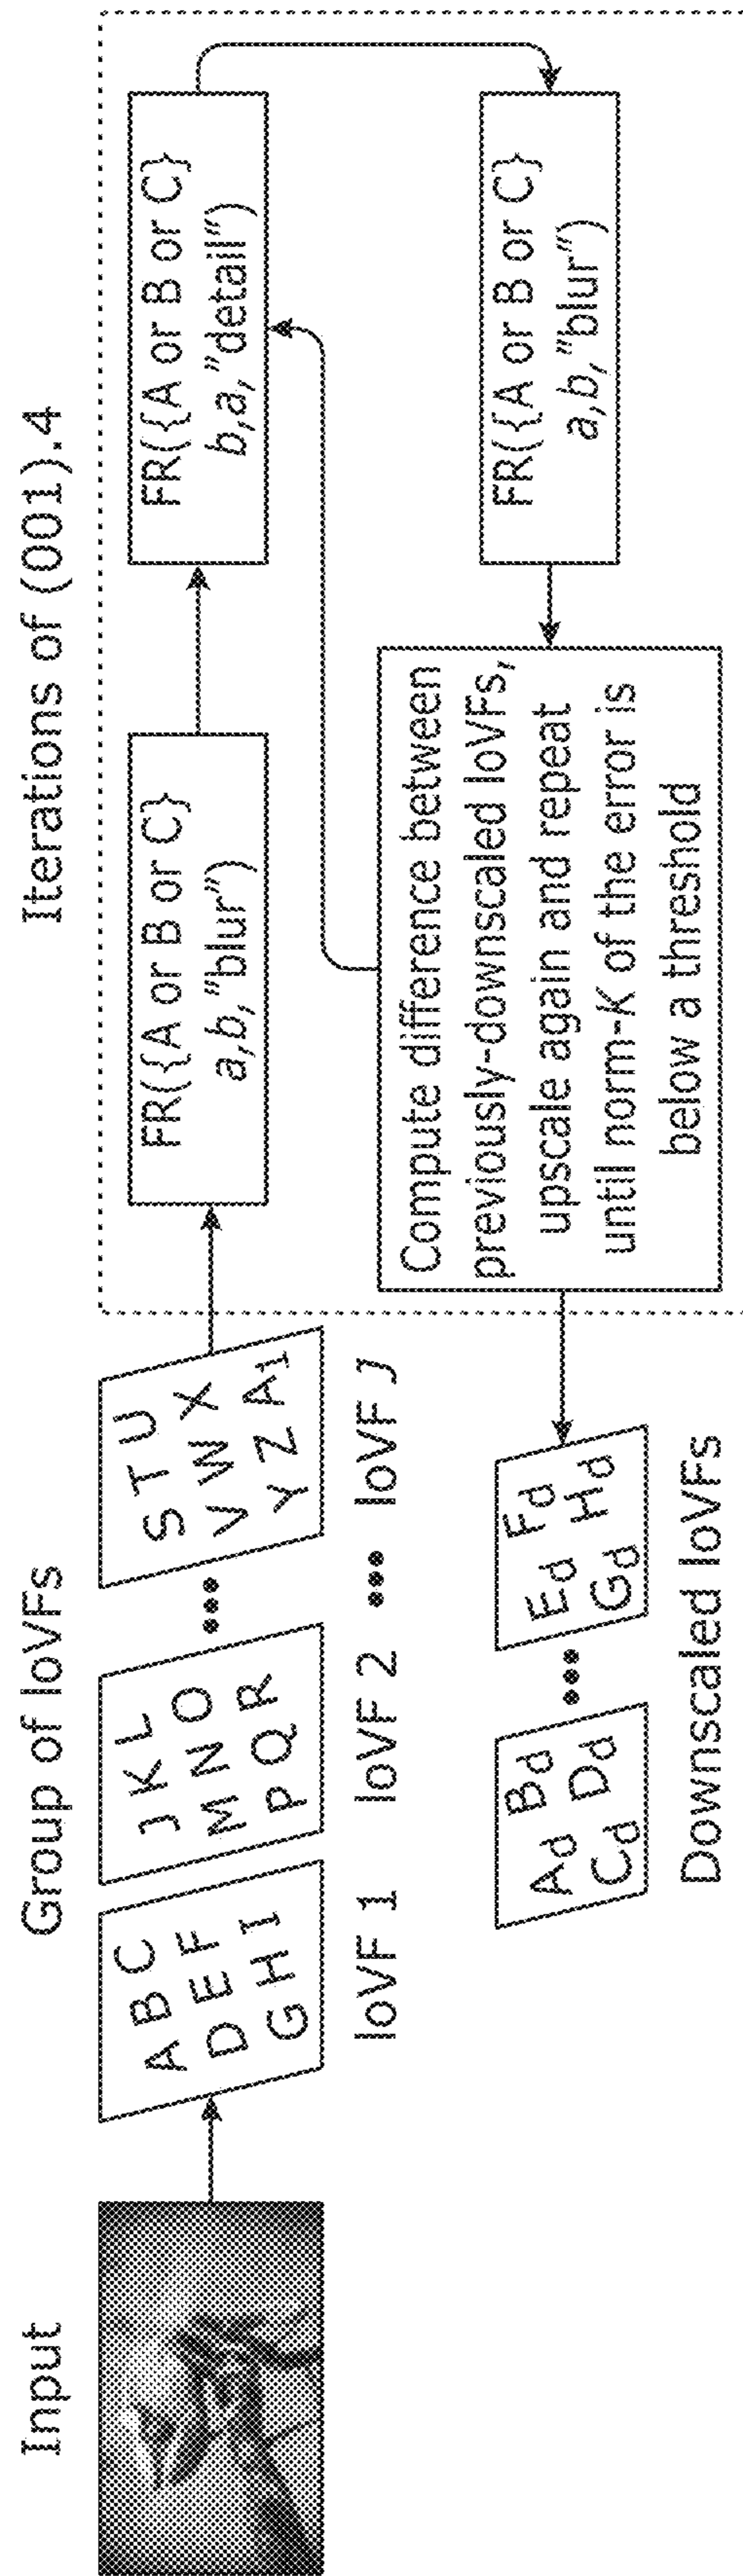 Input
Group of IoVFs
Iterations of (001).4
A B C
D E F
G H I
J K L
M N O
P Q R
S T U
V W X
Y Z A1
IoVF 1
IoVF 2
IoVF J
FR({A or B or C}
a,b, "blur")
FR({A or B or C}
b,a, "detail")
FR({A or B or C}
a,b, "blur")
Compute difference between
previously-downscaled IoVFs,
upscale again and repeat
until norm-K of the error is
below a threshold
Ad Bd
Cd Dd
Ed Fd
Gd Hd
Downscaled IoVFs